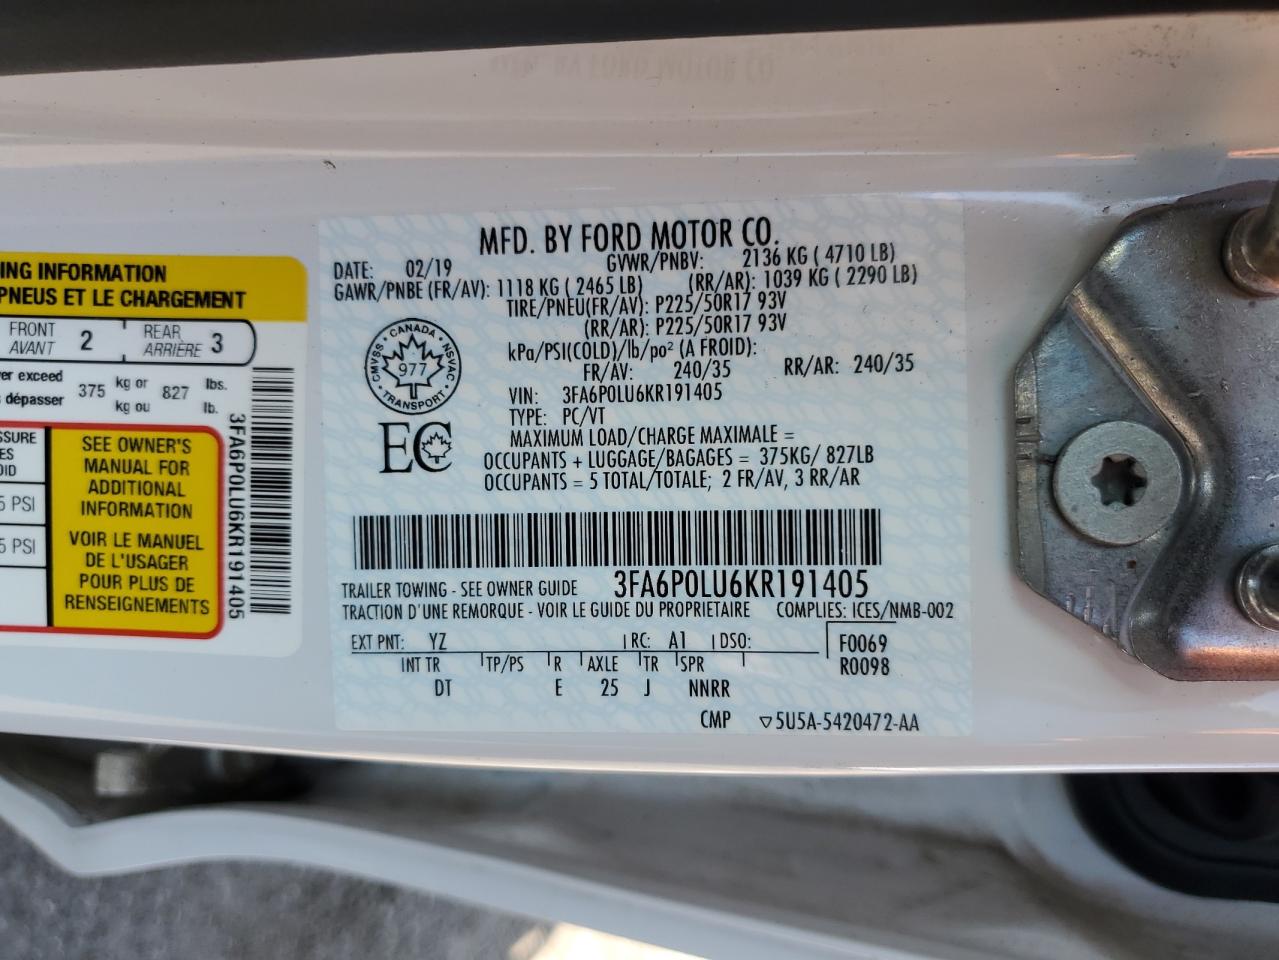 ING INFORMATION
PNEUS ET LE CHARGEMENT
FRONT AVANT 2 REAR ARRIÈRE 3
ver exceed 375 kg or 827 lbs.
dépasser kg ou lb.
3FA6P0LU6KR191405
SSURE
ES
OID
5 PSI
5 PSI
SEE OWNER'S
MANUAL FOR
ADDITIONAL
INFORMATION
VOIR LE MANUEL
DE L'USAGER
POUR PLUS DE
RENSEIGNEMENTS
MFD. BY FORD MOTOR CO.
DATE: 02/19 GVWR/PNBV: 2136 KG ( 4710 LB)
GAWR/PNBE (FR/AV): 1118 KG ( 2465 LB) (RR/AR): 1039 KG ( 2290 LB)
TIRE/PNEU(FR/AV): P225/50R17 93V
(RR/AR): P225/50R17 93V
kPa/PSI(COLD)/lb/po² (A FROID):
FR/AV: 240/35 RR/AR: 240/35
VIN: 3FA6P0LU6KR191405
TYPE: PC/VT
MAXIMUM LOAD/CHARGE MAXIMALE =
OCCUPANTS + LUGGAGE/BAGAGES = 375KG/ 827LB
OCCUPANTS = 5 TOTAL/TOTALE; 2 FR/AV, 3 RR/AR
CANADA
CMVSS 977 NSVAC
TRANSPORT
EC
3FA6P0LU6KR191405
TRAILER TOWING - SEE OWNER GUIDE
TRACTION D'UNE REMORQUE - VOIR LE GUIDE DU PROPRIETAIRE COMPLIES: ICES/NMB-002
EXT PNT: YZ RC: A1 DSO: F0069
INT TR TP/PS R AXLE TR SPR R0098
DT E 25 J NNRR
CMP ▽5U5A-5420472-AA